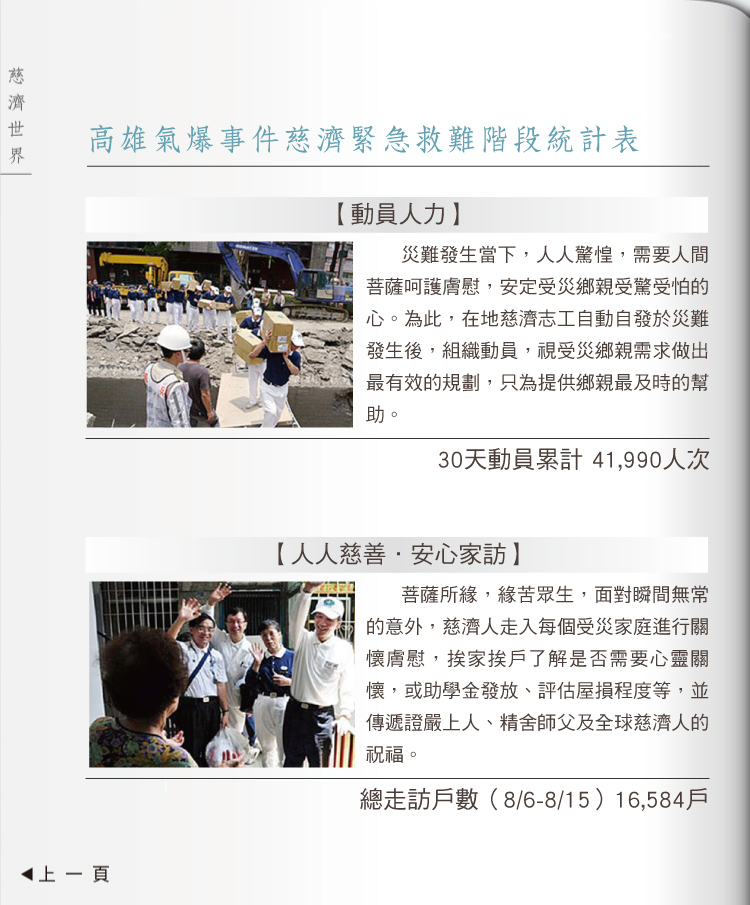 慈濟世界
高雄氣爆事件慈濟緊急救難階段統計表
【動員人力】
災難發生當下，人人驚惶，需要人間
菩薩呵護膚慰，安定受災鄉親受驚受怕的
心。為此，在地慈濟志工自動自發於災難
發生後，組織動員，視受災鄉親需求做出
最有效的規劃，只為提供鄉親最及時的幫
助。
30天動員累計 41,990人次
【人人慈善．安心家訪】
菩薩所緣，緣苦眾生，面對瞬間無常
的意外，慈濟人走入每個受災家庭進行關
懷膚慰，挨家挨戶了解是否需要心靈關
懷，或助學金發放、評估屋損程度等，並
傳遞證嚴上人、精舍師父及全球慈濟人的
祝福。
總走訪戶數（8/6-8/15）16,584戶
◀上一頁